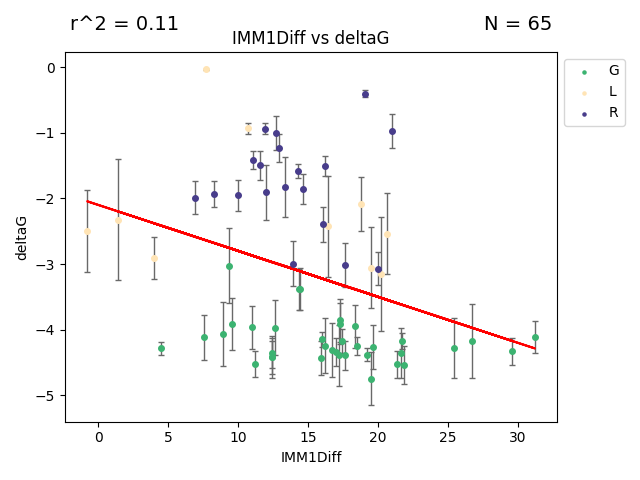 r^2 = 0.11 N = 65
IMM1Diff vs deltaG
G
L
R
0
−1
−2
−3
−4
−5
deltaG
0 5 10 15 20 25 30
IMM1Diff